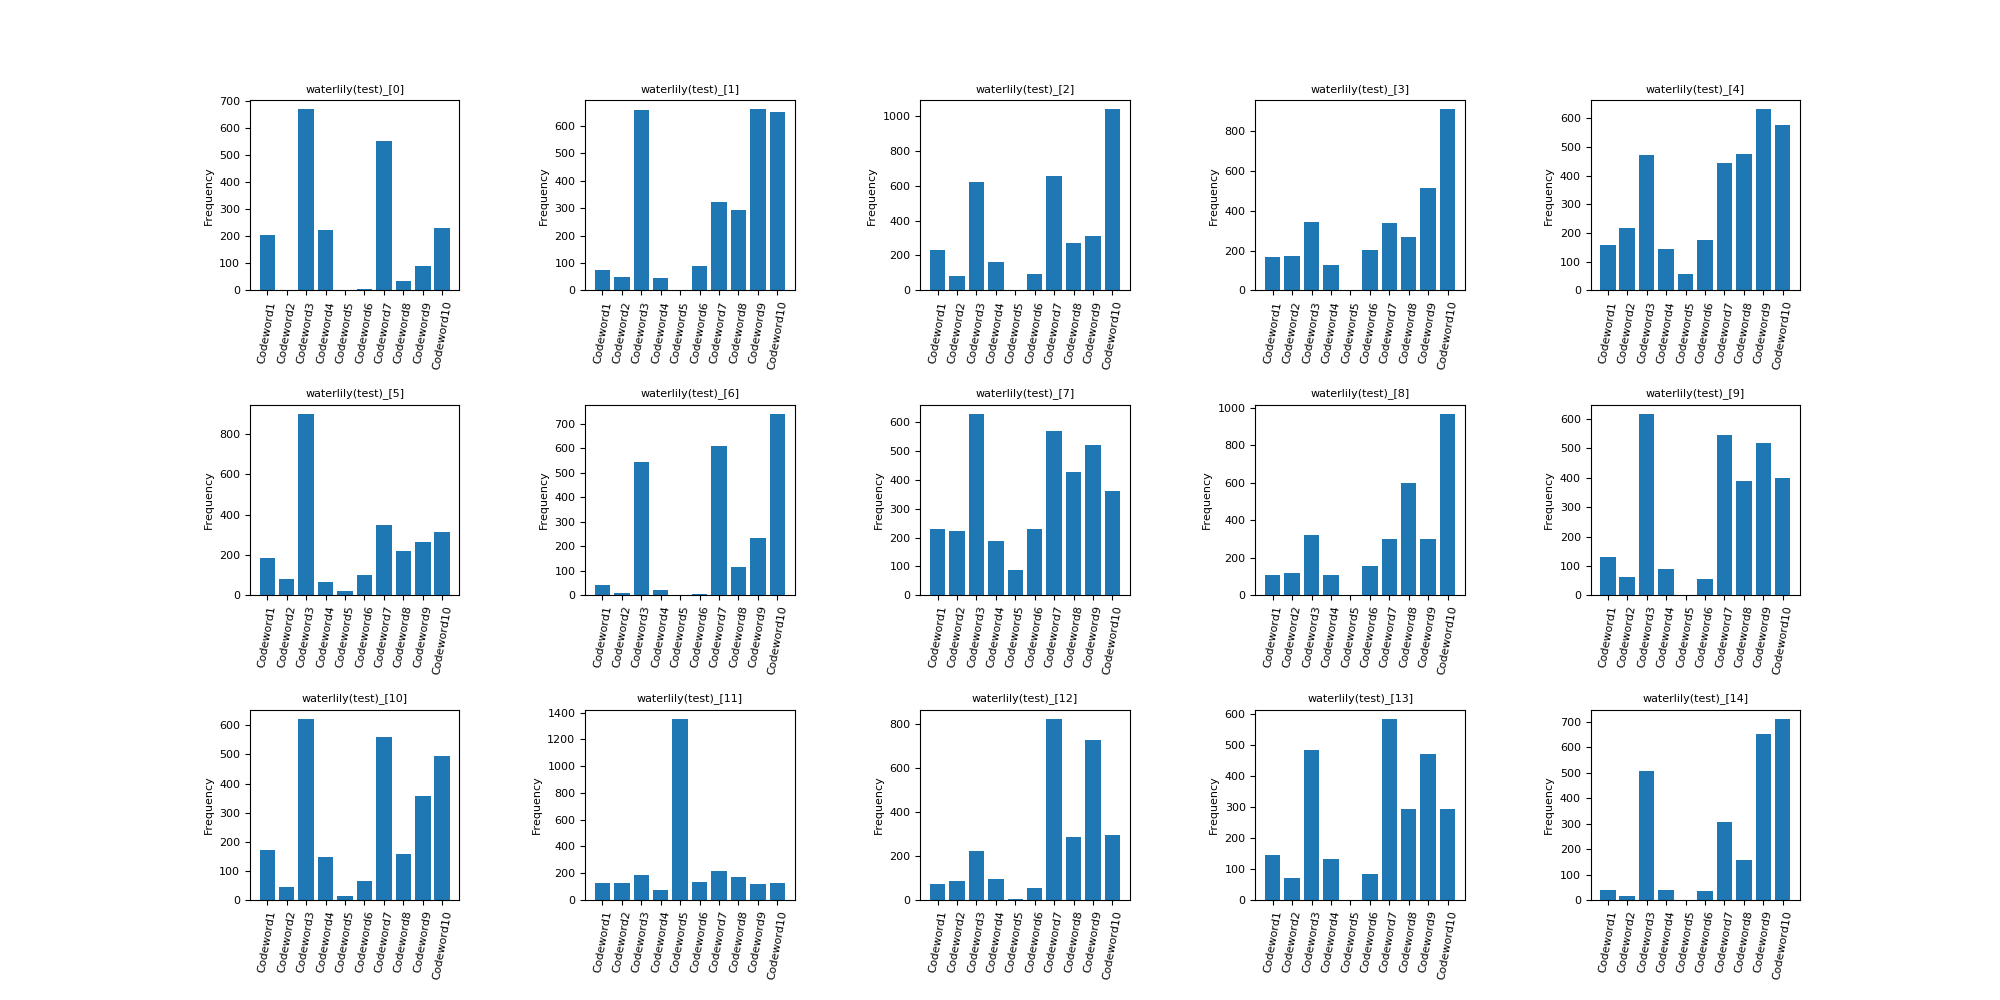 waterlily(test)_[0]
700
600
500
400
300
200
100
0
Frequency
Codeword1 Codeword2 Codeword3 Codeword4 Codeword5 Codeword6 Codeword7 Codeword8 Codeword9 Codeword10
waterlily(test)_[1]
600
500
400
300
200
100
0
Frequency
Codeword1 Codeword2 Codeword3 Codeword4 Codeword5 Codeword6 Codeword7 Codeword8 Codeword9 Codeword10
waterlily(test)_[2]
1000
800
600
400
200
0
Frequency
Codeword1 Codeword2 Codeword3 Codeword4 Codeword5 Codeword6 Codeword7 Codeword8 Codeword9 Codeword10
waterlily(test)_[3]
800
600
400
200
0
Frequency
Codeword1 Codeword2 Codeword3 Codeword4 Codeword5 Codeword6 Codeword7 Codeword8 Codeword9 Codeword10
waterlily(test)_[4]
600
500
400
300
200
100
0
Frequency
Codeword1 Codeword2 Codeword3 Codeword4 Codeword5 Codeword6 Codeword7 Codeword8 Codeword9 Codeword10
waterlily(test)_[5]
800
600
400
200
0
Frequency
Codeword1 Codeword2 Codeword3 Codeword4 Codeword5 Codeword6 Codeword7 Codeword8 Codeword9 Codeword10
waterlily(test)_[6]
700
600
500
400
300
200
100
0
Frequency
Codeword1 Codeword2 Codeword3 Codeword4 Codeword5 Codeword6 Codeword7 Codeword8 Codeword9 Codeword10
waterlily(test)_[7]
600
500
400
300
200
100
0
Frequency
Codeword1 Codeword2 Codeword3 Codeword4 Codeword5 Codeword6 Codeword7 Codeword8 Codeword9 Codeword10
waterlily(test)_[8]
1000
800
600
400
200
0
Frequency
Codeword1 Codeword2 Codeword3 Codeword4 Codeword5 Codeword6 Codeword7 Codeword8 Codeword9 Codeword10
waterlily(test)_[9]
600
500
400
300
200
100
0
Frequency
Codeword1 Codeword2 Codeword3 Codeword4 Codeword5 Codeword6 Codeword7 Codeword8 Codeword9 Codeword10
waterlily(test)_[10]
600
500
400
300
200
100
0
Frequency
Codeword1 Codeword2 Codeword3 Codeword4 Codeword5 Codeword6 Codeword7 Codeword8 Codeword9 Codeword10
waterlily(test)_[11]
1400
1200
1000
800
600
400
200
0
Frequency
Codeword1 Codeword2 Codeword3 Codeword4 Codeword5 Codeword6 Codeword7 Codeword8 Codeword9 Codeword10
waterlily(test)_[12]
800
600
400
200
0
Frequency
Codeword1 Codeword2 Codeword3 Codeword4 Codeword5 Codeword6 Codeword7 Codeword8 Codeword9 Codeword10
waterlily(test)_[13]
600
500
400
300
200
100
0
Frequency
Codeword1 Codeword2 Codeword3 Codeword4 Codeword5 Codeword6 Codeword7 Codeword8 Codeword9 Codeword10
waterlily(test)_[14]
700
600
500
400
300
200
100
0
Frequency
Codeword1 Codeword2 Codeword3 Codeword4 Codeword5 Codeword6 Codeword7 Codeword8 Codeword9 Codeword10